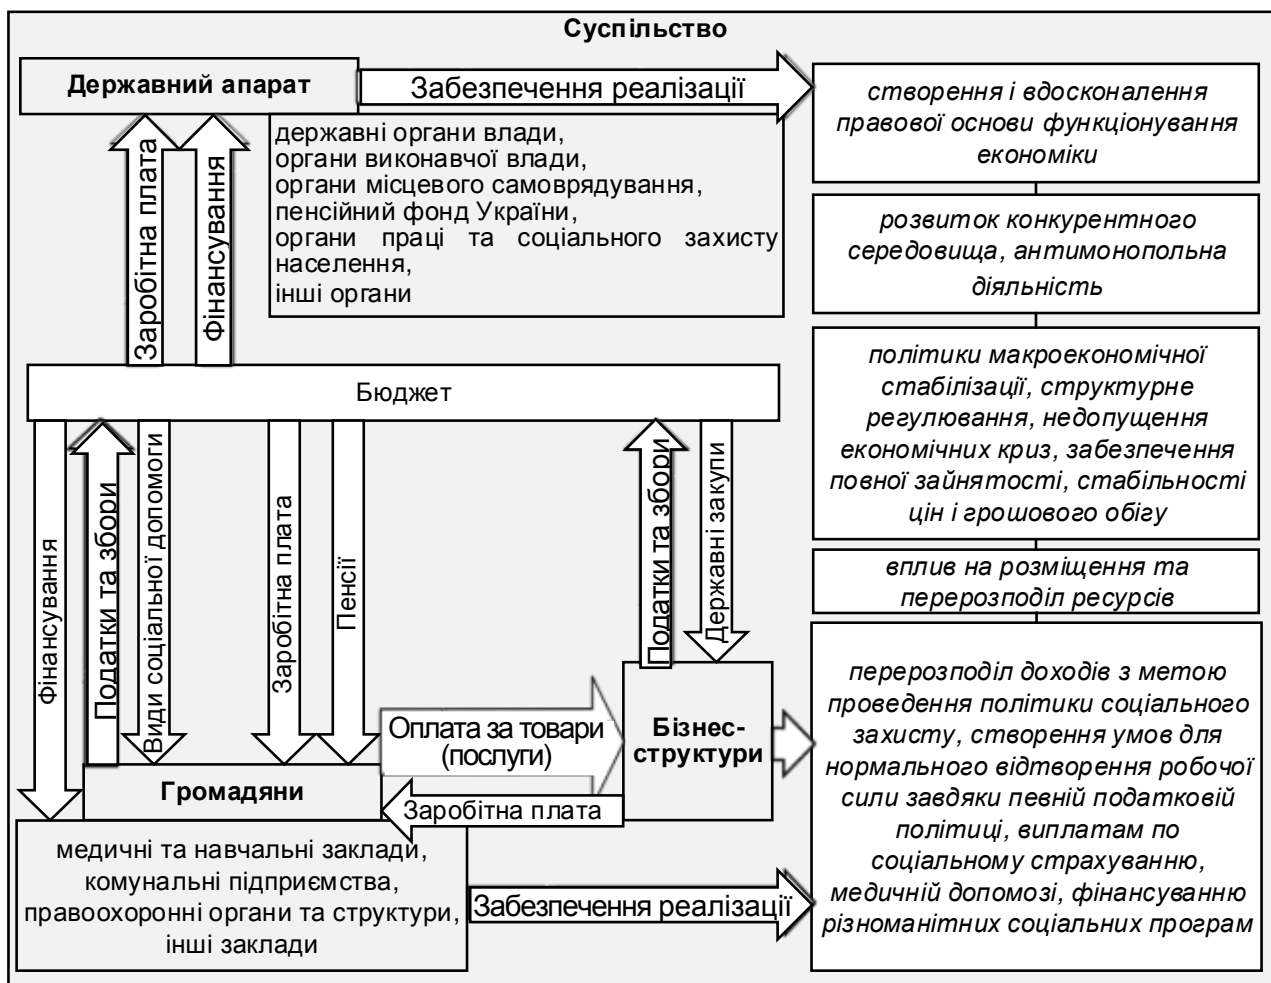 Суспільство
Державний апарат
Забезпечення реалізації
державні органи влади,
органи виконавчої влади,
органи місцевого самоврядування,
пенсійний фонд України,
органи праці та соціального захисту
населення,
інші органи
Заробітна плата
Фінансування
створення і вдосконалення
правової основи функціонування
економіки
розвиток конкурентного
середовища, антимонопольна
діяльність
політики макроекономічної
стабілізації, структурне
регулювання, недопущення
економічних криз, забезпечення
повної зайнятості, стабільності
цін і грошового обігу
вплив на розміщення та
перерозподіл ресурсів
перерозподіл доходів з метою
проведення політики соціального
захисту, створення умов для
нормального відтворення робочої
сили завдяки певній податковій
політиці, виплатам по
соціальному страхуванню,
медичній допомозі, фінансуванню
різноманітних соціальних програм
Бюджет
Фінансування
Податки та збори
Види соціальної допомоги
Заробітна плата
Пенсії
Податки та збори
Державні закупи
Оплата за товари
(послуги)
Бізнес-
структури
Заробітна плата
Громадяни
медичні та навчальні заклади,
комунальні підприємства,
правоохоронні органи та структури,
інші заклади
Забезпечення реалізації